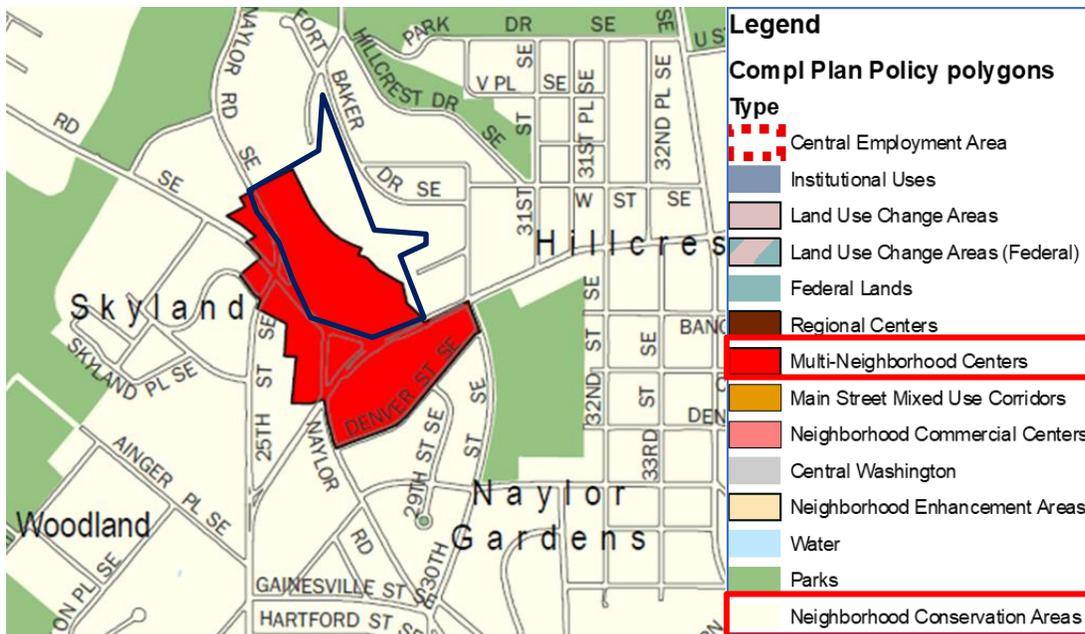 NAYLOR RD SE
FORT BAKER DR SE
HILLCREST DR SE
PARK DR SE
SE
U S
V PL SE
ST SE
31ST
31ST PL SE
32ND PL SE
W ST SE
RD SE
Hillcres
Skyland
SKYLAND PL SE
25TH ST SE
DENVER ST SE
NAYLOR RD
29TH ST SE
30TH ST SE
32ND ST SE
33RD ST SE
BANC
C
DEN
AINGER PL SE
Woodland
ON PL SE
Naylor
Gardens
GAINESVILLE ST SE
HARTFORD ST SE
Legend
Compl Plan Policy polygons
Type
Central Employment Area
Institutional Uses
Land Use Change Areas
Land Use Change Areas (Federal)
Federal Lands
Regional Centers
Multi-Neighborhood Centers
Main Street Mixed Use Corridors
Neighborhood Commercial Centers
Central Washington
Neighborhood Enhancement Areas
Water
Parks
Neighborhood Conservation Areas